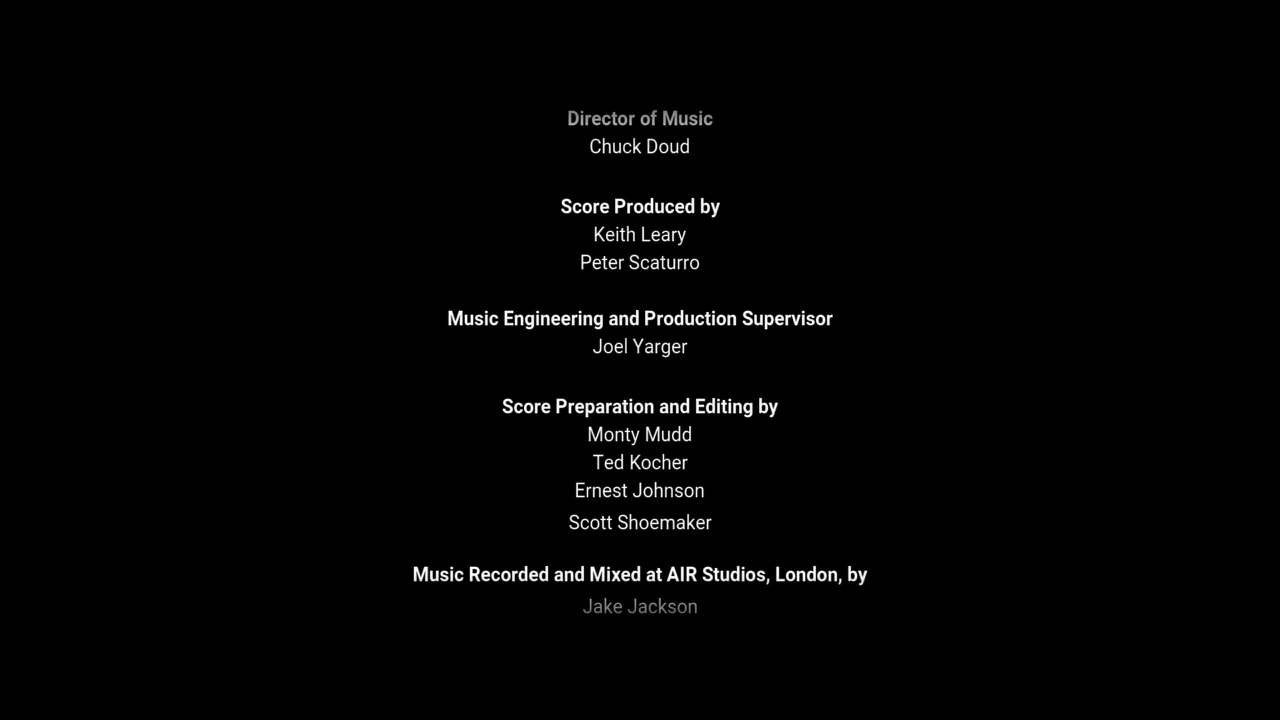 Director of Music
Chuck Doud
Score Produced by
Keith Leary
Peter Scaturro
Music Engineering and Production Supervisor
Joel Yarger
Score Preparation and Editing by
Monty Mudd
Ted Kocher
Ernest Johnson
Scott Shoemaker
Music Recorded and Mixed at AIR Studios, London, by
Jake Jackson